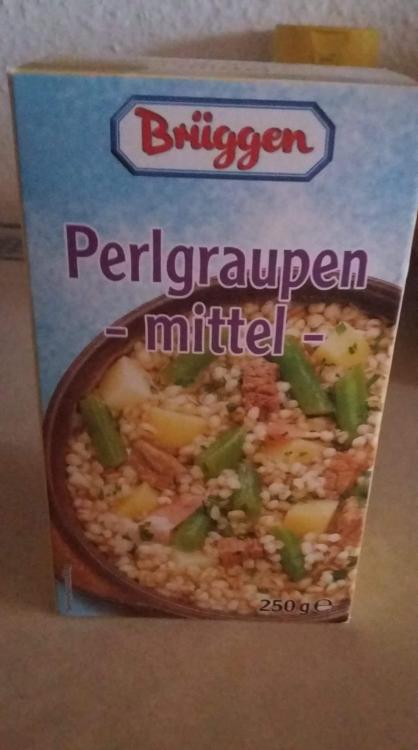 Brüggen
Perlgraupen
- mittel -
250 g ℮